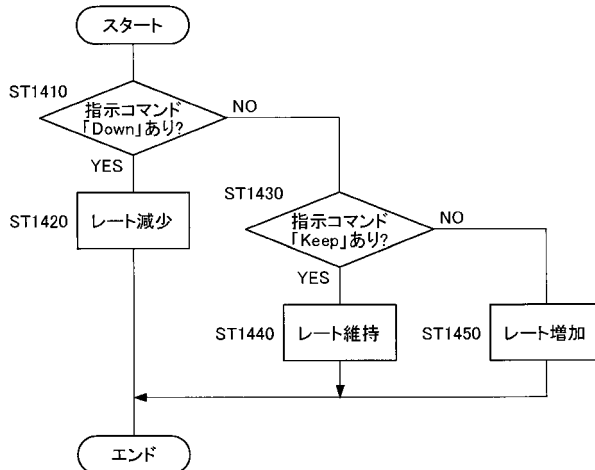 スタート
ST1410
指示コマンド
「Down」あり?
NO
YES
ST1420
レート減少
ST1430
指示コマンド
「Keep」あり?
NO
YES
ST1440
レート維持
ST1450
レート増加
エンド